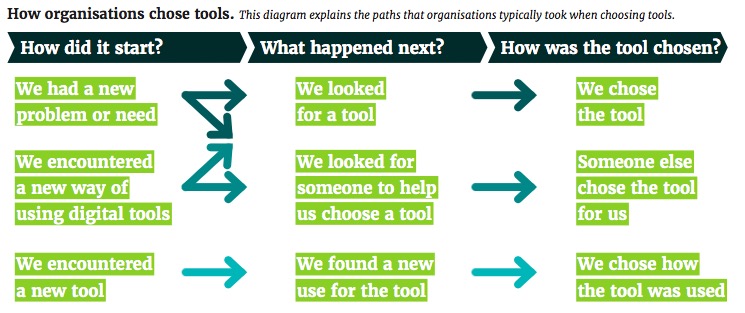 How organisations chose tools. This diagram explains the paths that organisations typically took when choosing tools.
How did it start?
What happened next?
How was the tool chosen?
We had a new
problem or need
We looked
for a tool
We chose
the tool
We encountered
a new way of
using digital tools
We looked for
someone to help
us choose a tool
Someone else
chose the tool
for us
We encountered
a new tool
We found a new
use for the tool
We chose how
the tool was used